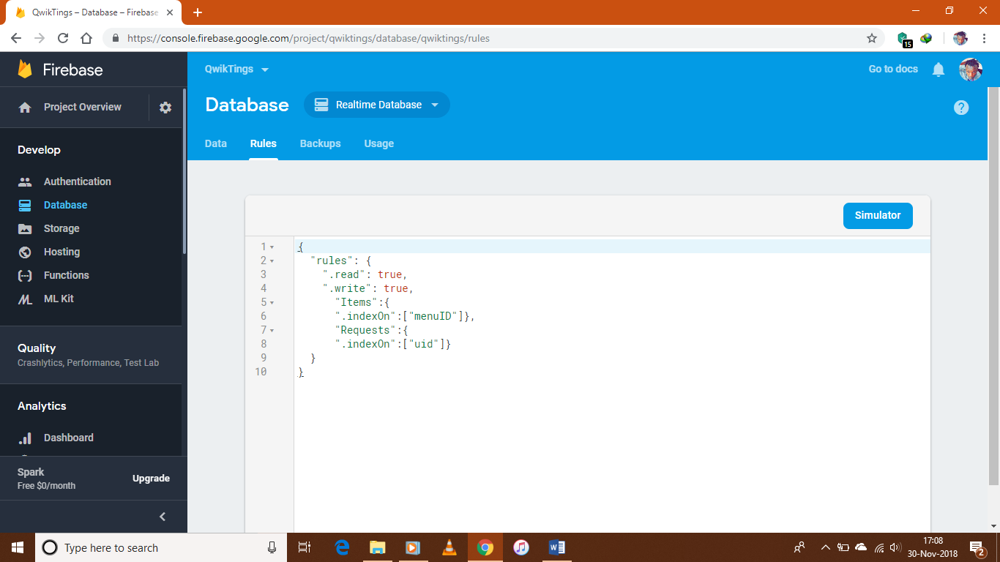 QwikTings – Database – Firebase
https://console.firebase.google.com/project/qwiktings/database/qwiktings/rules
15
Firebase
QwikTings
Go to docs
Project Overview
Database
Realtime Database
Data Rules Backups Usage
Develop
Authentication
Database
Storage
Hosting
Functions
ML Kit
Quality
Crashlytics, Performance, Test Lab
Analytics
Dashboard
Spark
Free $0/month
Upgrade
Simulator
1 {
2 "rules": {
3 ".read": true,
4 ".write": true,
5 "Items":{
6 ".indexOn":["menuID"]},
7 "Requests":{
8 ".indexOn":["uid"]}
9 }
10 }
Type here to search
17:08
30-Nov-2018
2